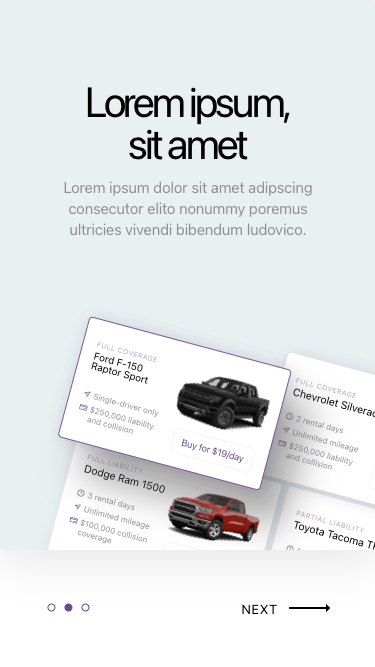 Lorem ipsum,
sit amet
Lorem ipsum dolor sit amet adipscing
consecutor elito nonummy poremus
ultricies vivendi bibendum ludovico.
FULL COVERAGE
Ford F-150
Raptor Sport
Single-driver only
$250,000 liability
and collision
Buy for $19/day
FULL COVERAGE
Chevrolet Silverac
2 rental days
Unlimited mileage
$250,000 liability
and collision
FULL LIABILITY
Dodge Ram 1500
3 rental days
Unlimited mileage
$100,000 collision
coverage
PARTIAL LIABILITY
Toyota Tacoma T
NEXT